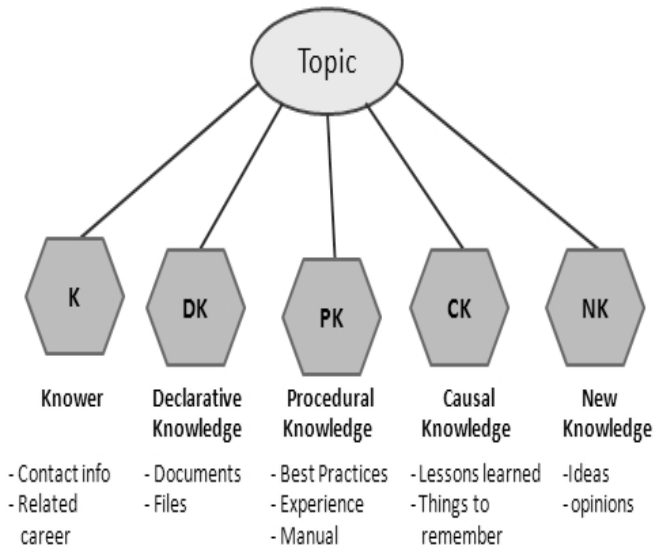 Topic
K
DK
PK
CK
NK
Knower
Declarative
Knowledge
Procedural
Knowledge
Causal
Knowledge
New
Knowledge
- Contact info
- Related
career
- Documents
- Files
- Best Practices
- Experience
- Manual
- Lessons learned
- Things to
remember
-Ideas
- opinions